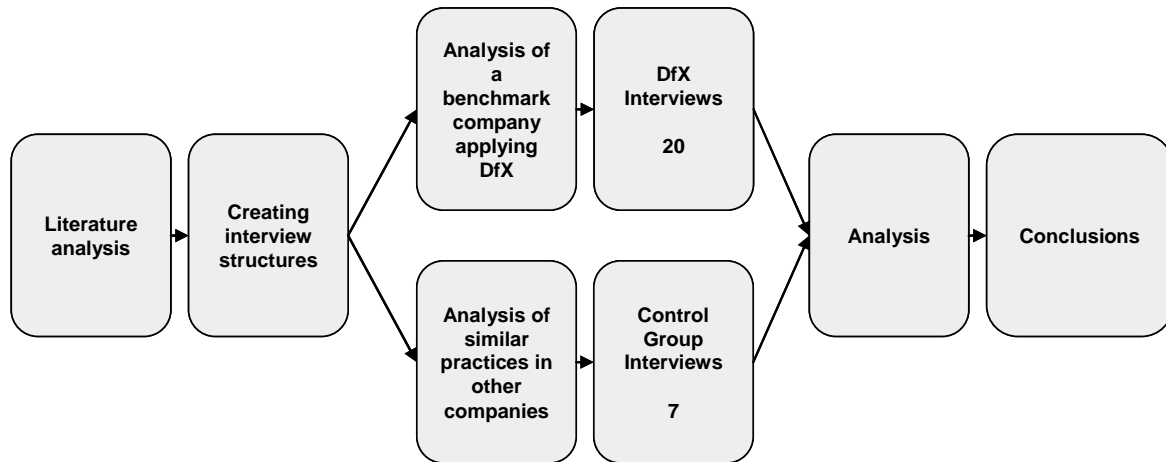 Literature
analysis
Creating
interview
structures
Analysis of
a
benchmark
company
applying
DfX
DfX
Interviews
20
Analysis of
similar
practices in
other
companies
Control
Group
Interviews
7
Analysis
Conclusions